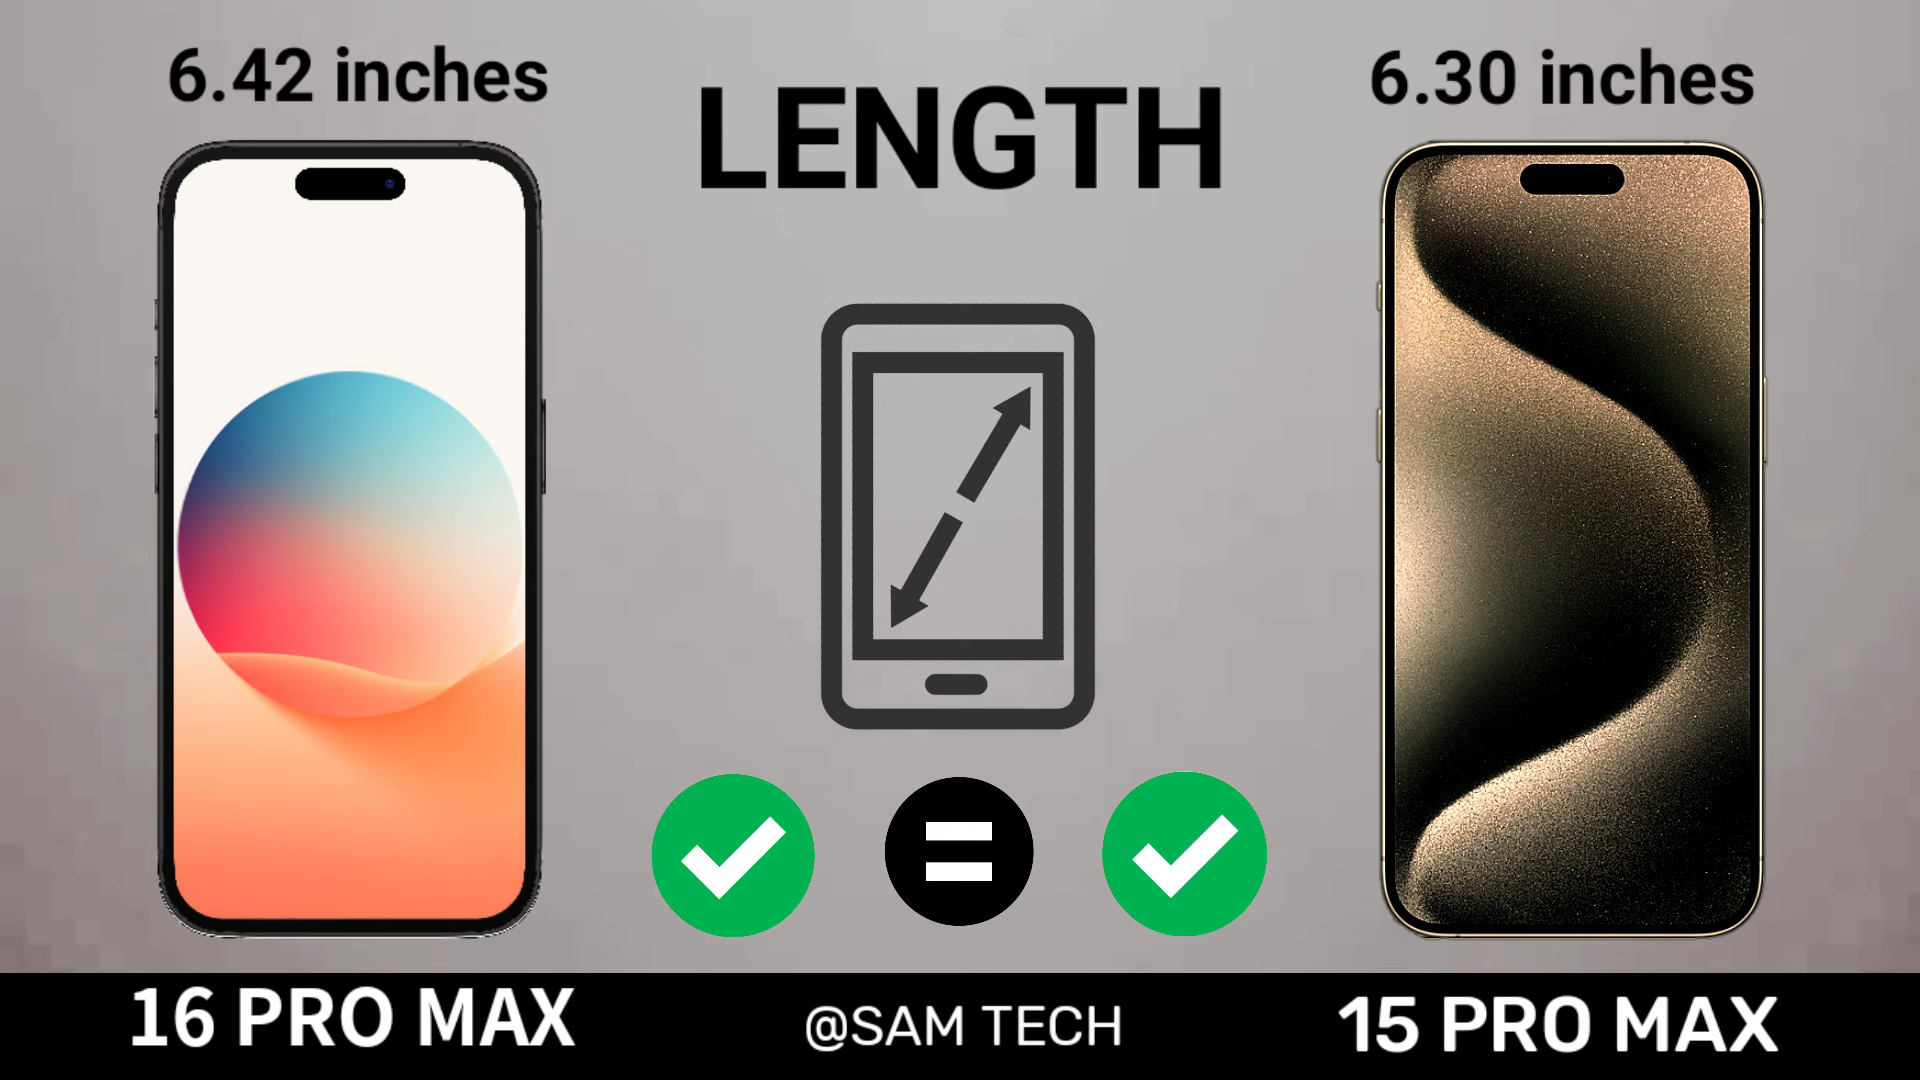 6.42 inches
LENGTH
6.30 inches
16 PRO MAX
@SAM TECH
15 PRO MAX